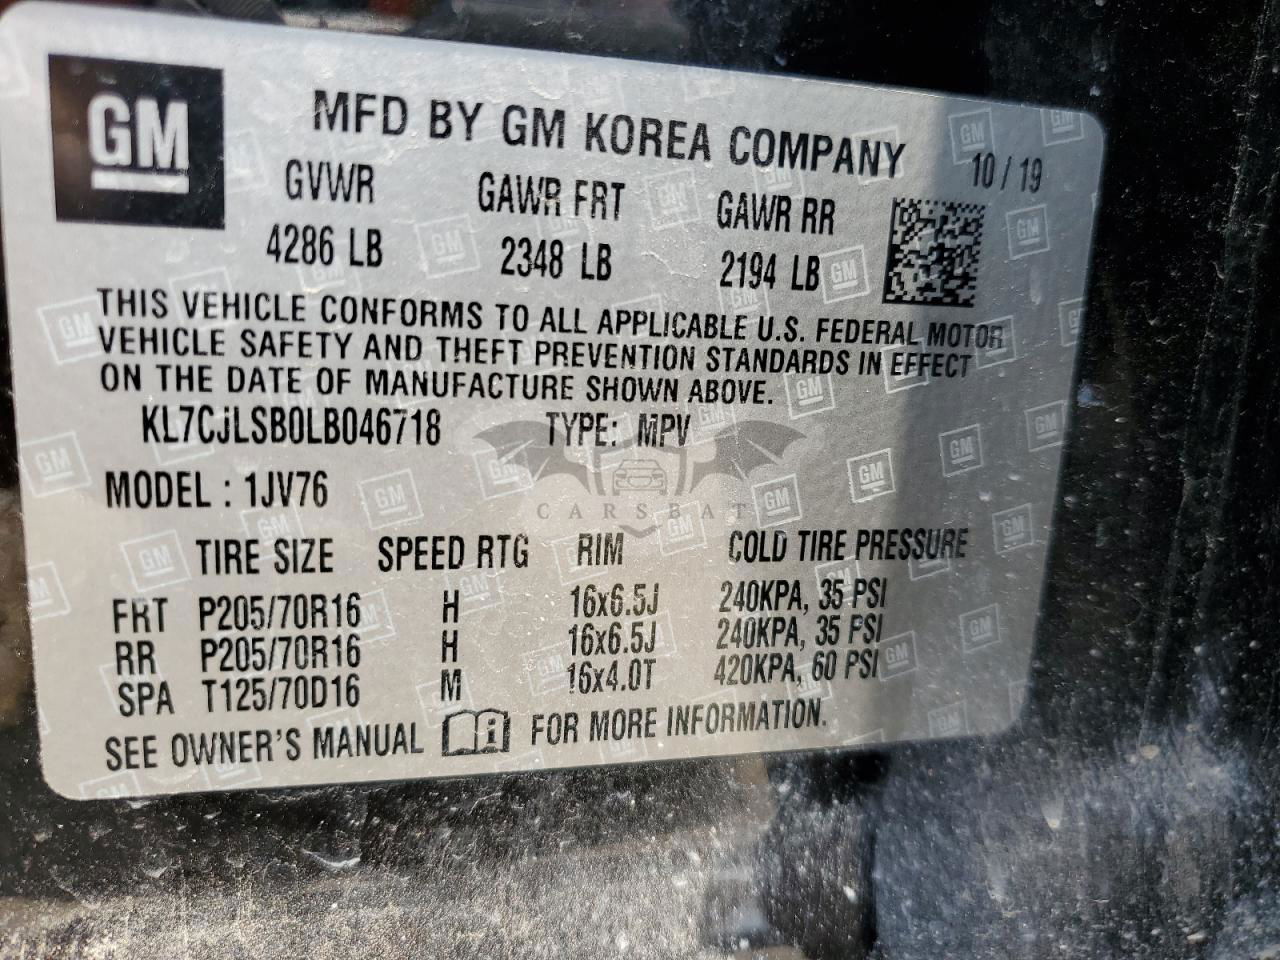 GM
MFD BY GM KOREA COMPANY
10 / 19
GVWR GAWR FRT GAWR RR
4286 LB 2348 LB 2194 LB
THIS VEHICLE CONFORMS TO ALL APPLICABLE U.S. FEDERAL MOTOR
VEHICLE SAFETY AND THEFT PREVENTION STANDARDS IN EFFECT
ON THE DATE OF MANUFACTURE SHOWN ABOVE.
KL7CJLSB0LB046718 TYPE: MPV
MODEL : 1JV76
CARSBAT
TIRE SIZE SPEED RTG RIM COLD TIRE PRESSURE
FRT P205/70R16 H 16x6.5J 240KPA, 35 PSI
RR P205/70R16 H 16x6.5J 240KPA, 35 PSI
SPA T125/70D16 M 16x4.0T 420KPA, 60 PSI
SEE OWNER'S MANUAL i FOR MORE INFORMATION.